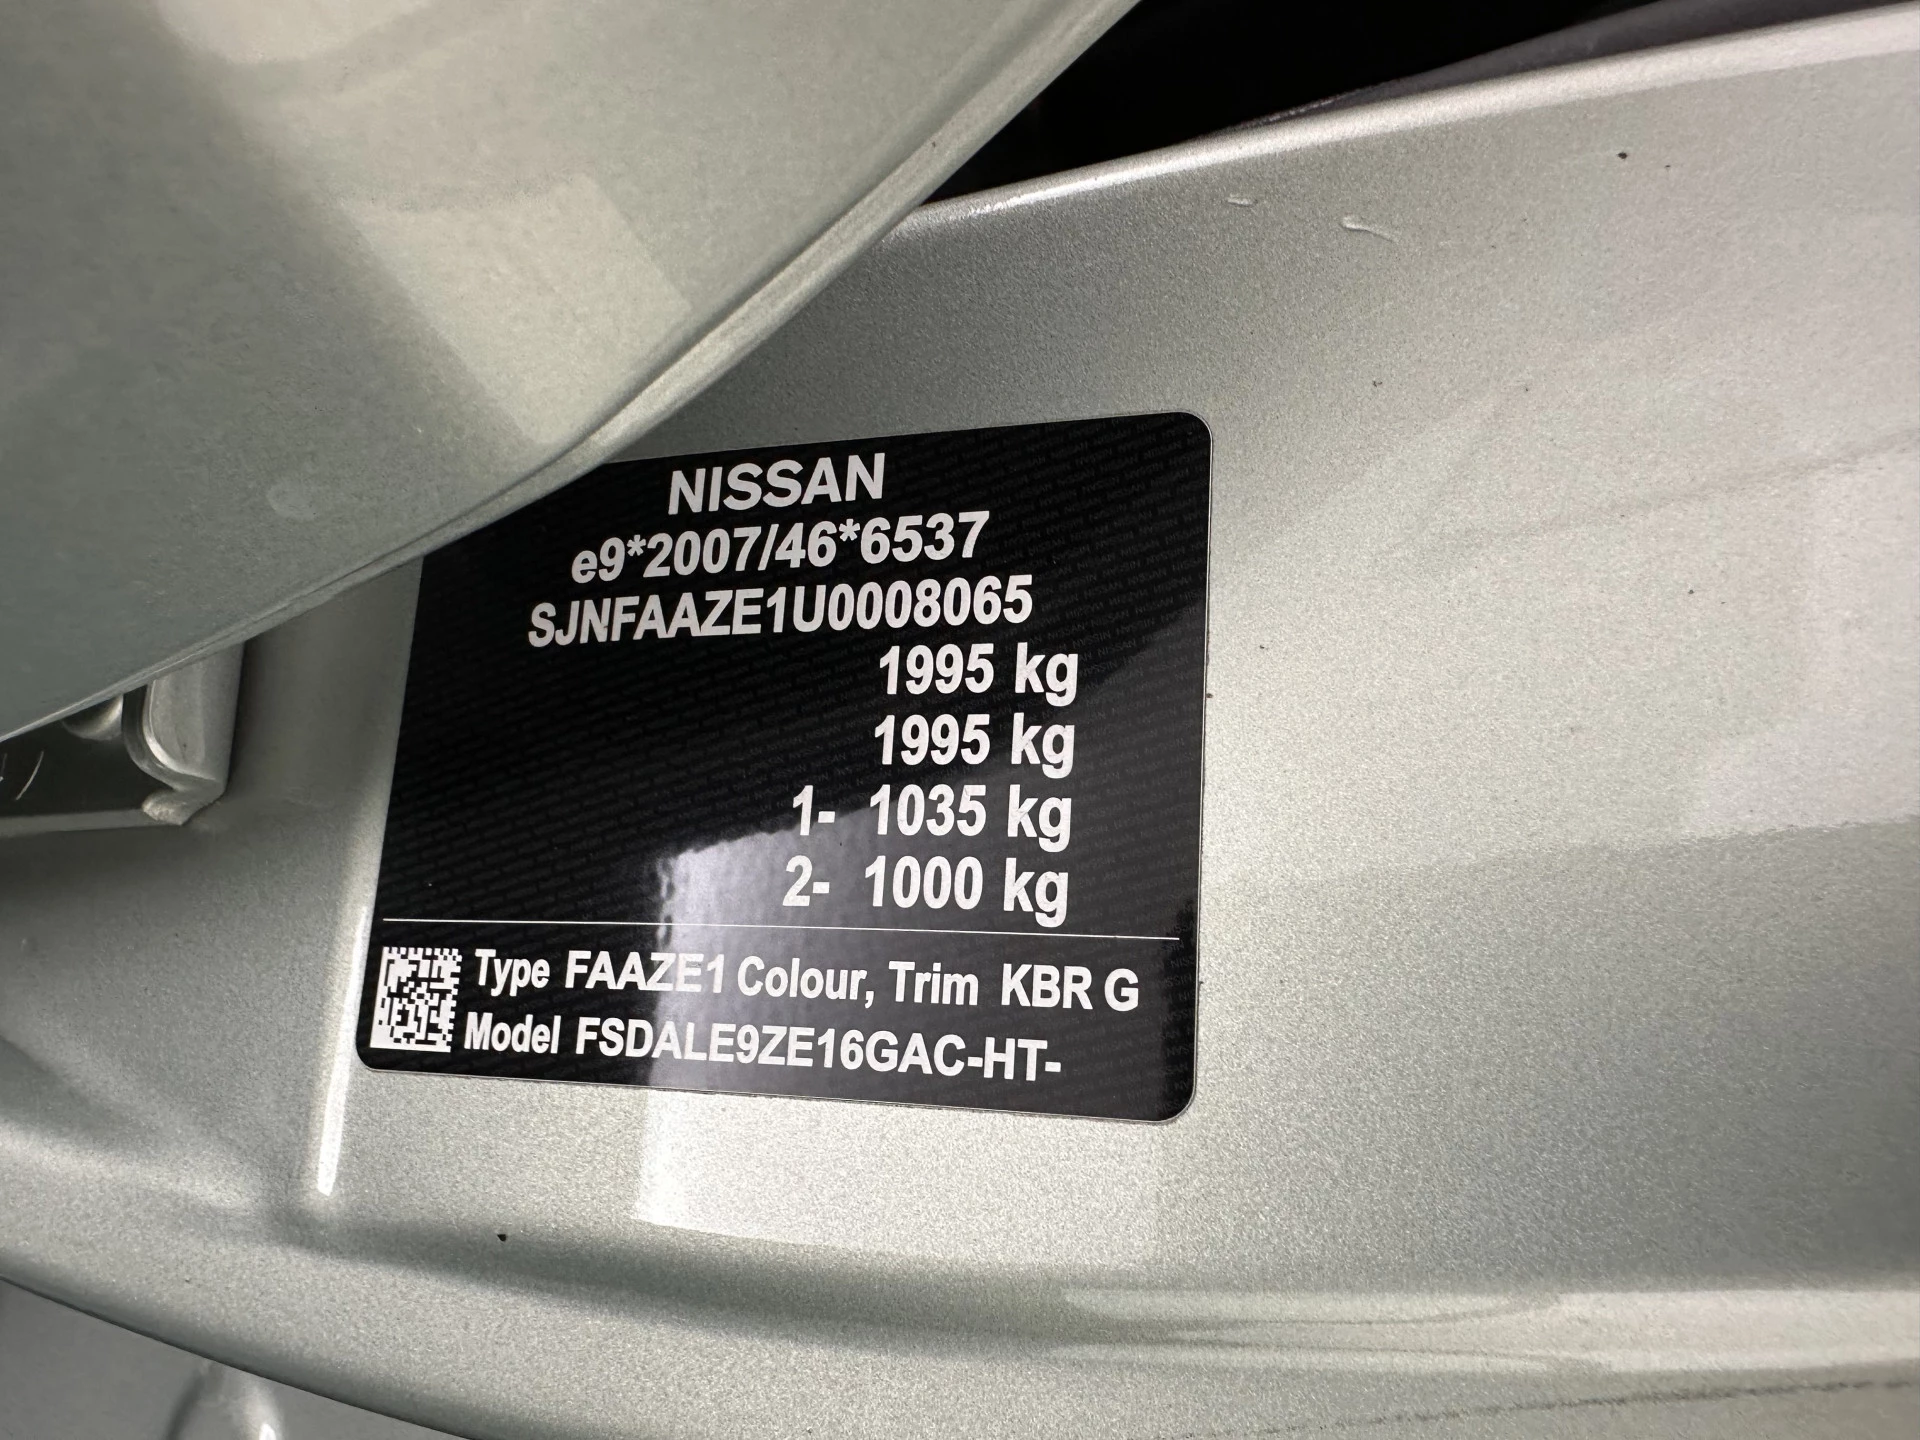 NISSAN
e9*2007/46*6537
SJNFAAZE1U0008065
1995 kg
1995 kg
1- 1035 kg
2- 1000 kg
Type FAAZE1 Colour, Trim KBR G
Model FSDALE9ZE16GAC-HT-